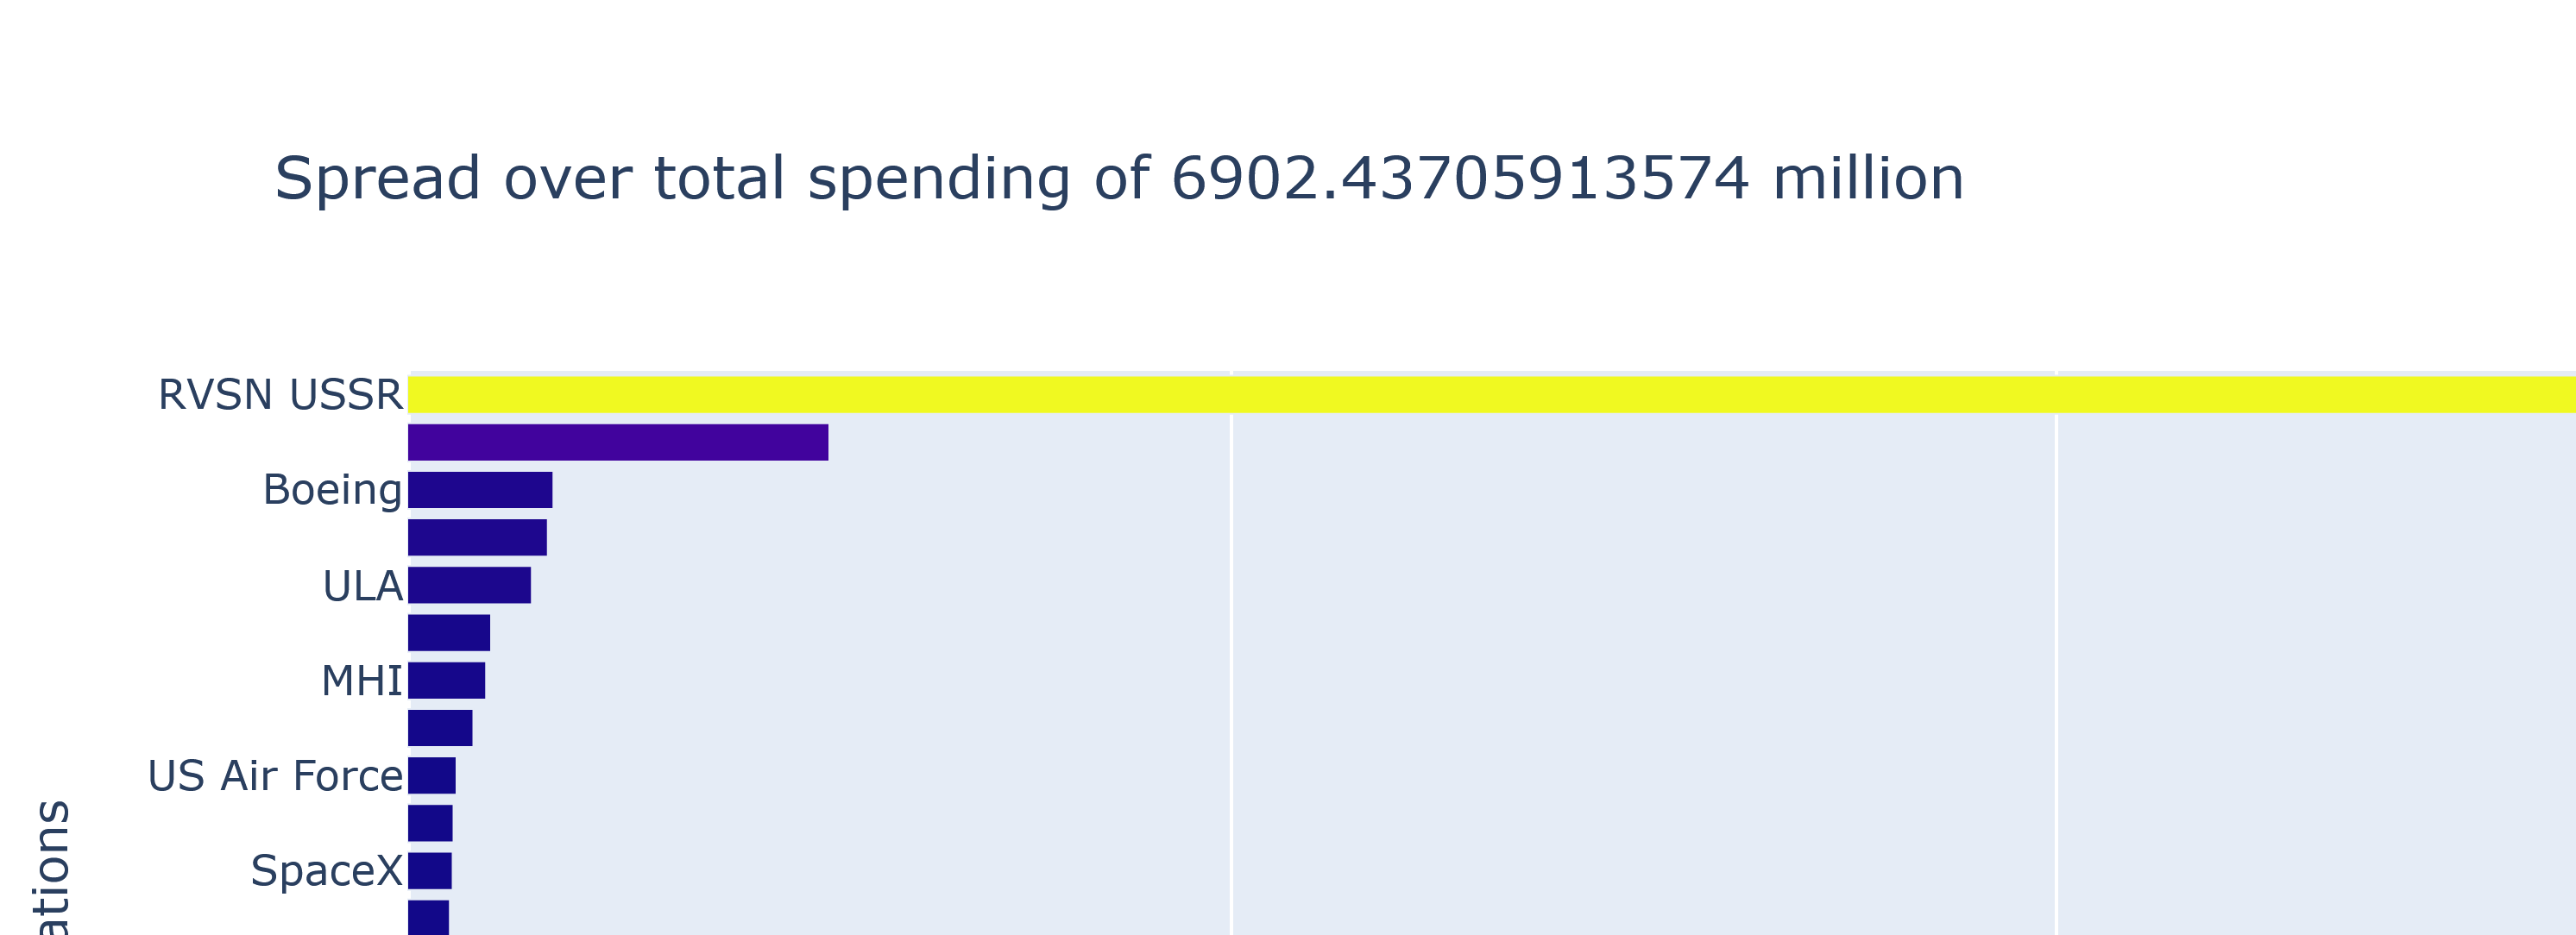 Spread over total spending of 6902.43705913574 million
RVSN USSR
Boeing
ULA
MHI
US Air Force
SpaceX
ations